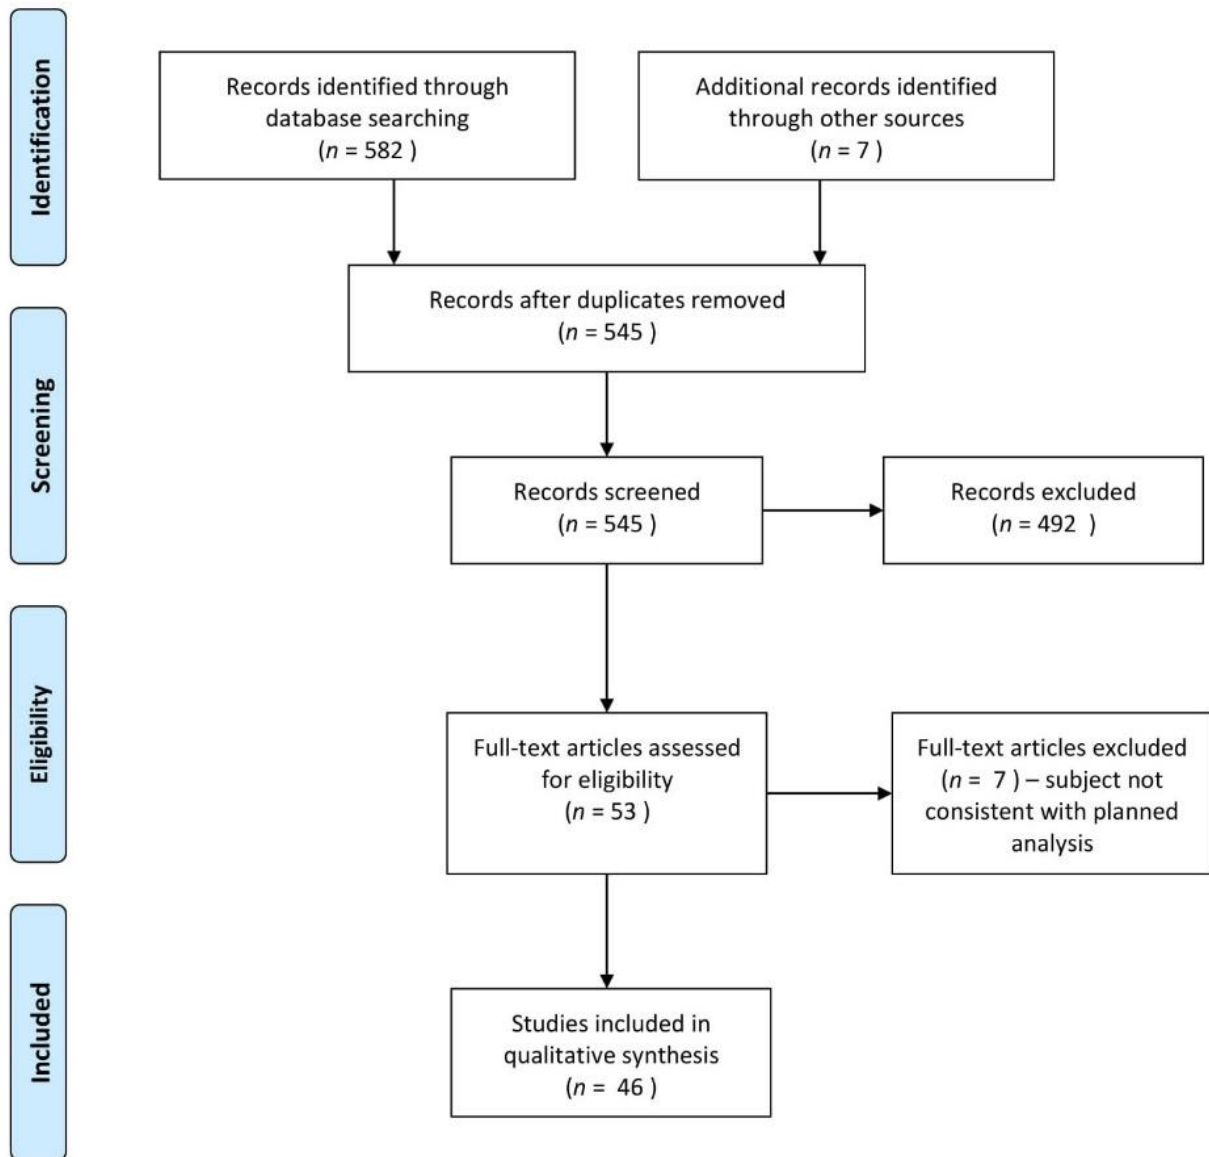 Identification
Records identified through
database searching
(n = 582 )
Additional records identified
through other sources
(n = 7 )
Records after duplicates removed
(n = 545 )
Screening
Records screened
(n = 545 )
Records excluded
(n = 492 )
Eligibility
Full-text articles assessed
for eligibility
(n = 53 )
Full-text articles excluded
(n = 7 ) – subject not
consistent with planned
analysis
Included
Studies included in
qualitative synthesis
(n = 46 )